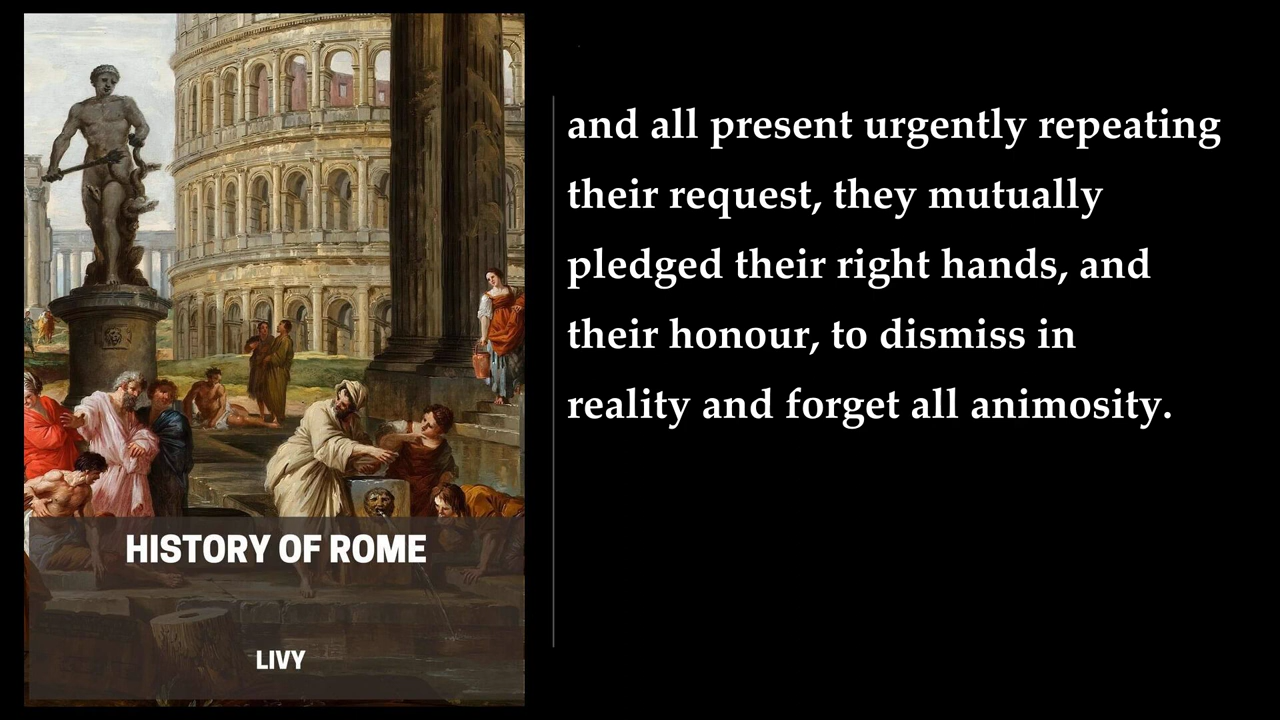 HISTORY OF ROME
LIVY
and all present urgently repeating
their request, they mutually
pledged their right hands, and
their honour, to dismiss in
reality and forget all animosity.